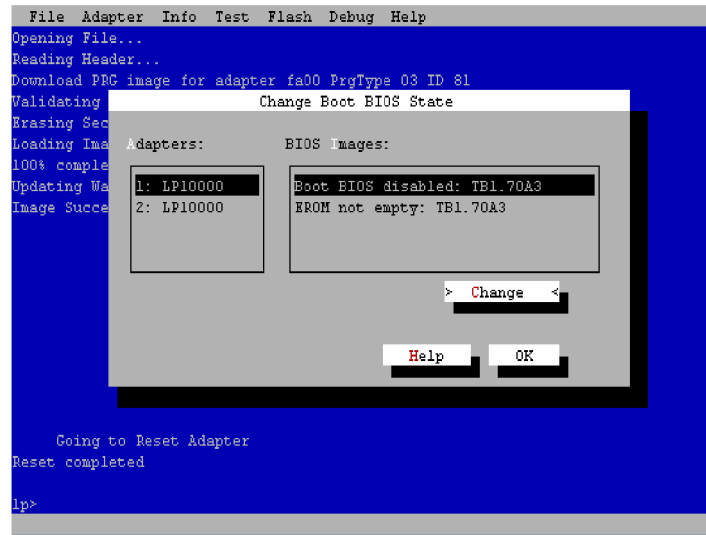 File Adapter Info Test Flash Debug Help
Opening File...
Reading Header...
Download PRG image for adapter fa00 PrgType 03 ID 81
Validating
Change Boot BIOS State
Erasing Sec
Loading Ima
Adapters:
BIOS Images:
100% comple
Updating Wa
1: LP10000
Boot BIOS disabled: TB1.70A3
Image Succe
2: LP10000
EROM not empty: TB1.70A3
> Change <
Help
OK
Going to Reset Adapter
Reset completed
lp>